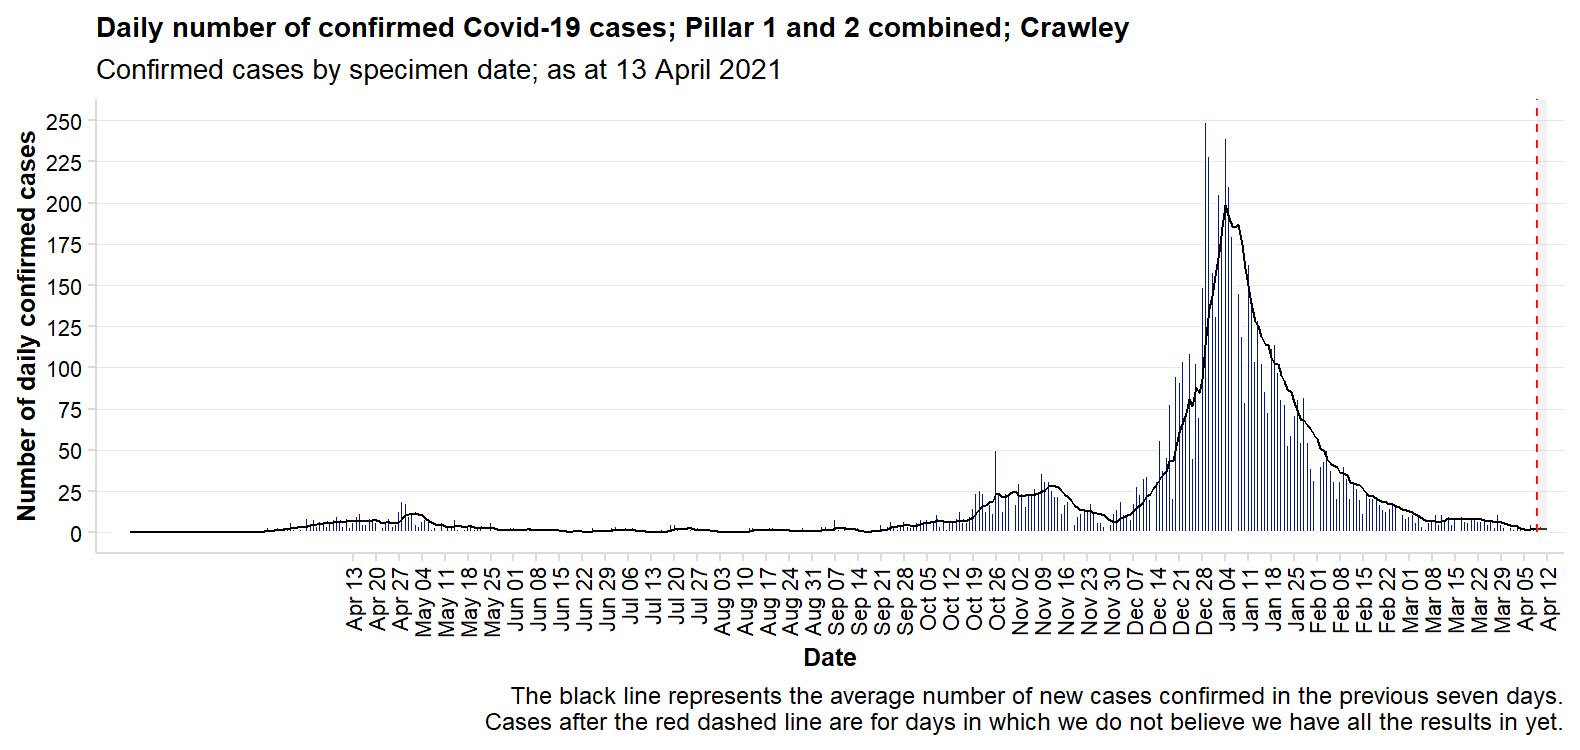 Daily number of confirmed Covid-19 cases; Pillar 1 and 2 combined; Crawley
Confirmed cases by specimen date; as at 13 April 2021
Number of daily confirmed cases
250
225
200
175
150
125
100
75
50
25
0
Apr 13
Apr 20
Apr 27
May 04
May 11
May 18
May 25
Jun 01
Jun 08
Jun 15
Jun 22
Jun 29
Jul 06
Jul 13
Jul 20
Jul 27
Aug 03
Aug 10
Aug 17
Aug 24
Aug 31
Sep 07
Sep 14
Sep 21
Sep 28
Oct 05
Oct 12
Oct 19
Oct 26
Nov 02
Nov 09
Nov 16
Nov 23
Nov 30
Dec 07
Dec 14
Dec 21
Dec 28
Jan 04
Jan 11
Jan 18
Jan 25
Feb 01
Feb 08
Feb 15
Feb 22
Mar 01
Mar 08
Mar 15
Mar 22
Mar 29
Apr 05
Apr 12
Date
The black line represents the average number of new cases confirmed in the previous seven days.
Cases after the red dashed line are for days in which we do not believe we have all the results in yet.